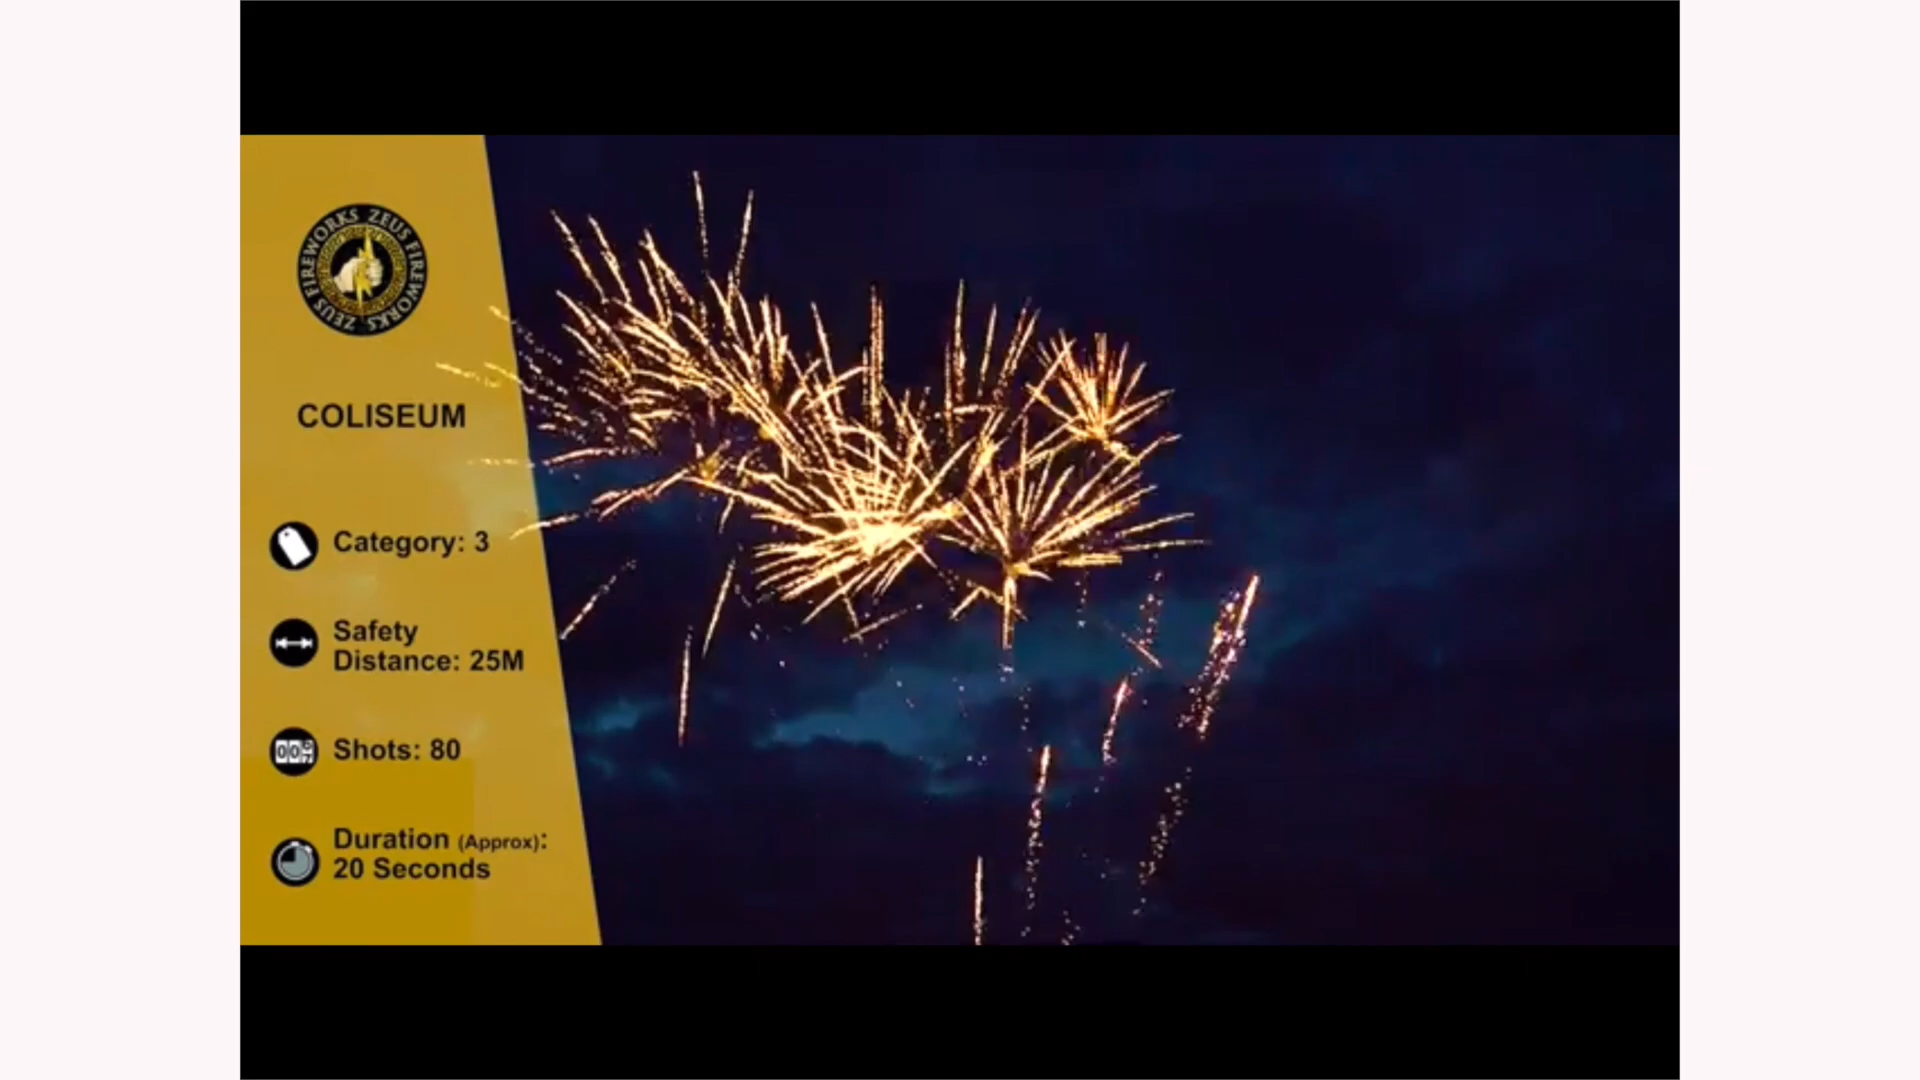 ZEUS FIREWORKS ZEUS FIREWORKS
COLISEUM
Category: 3
Safety
Distance: 25M
Shots: 80
Duration (Approx):
20 Seconds